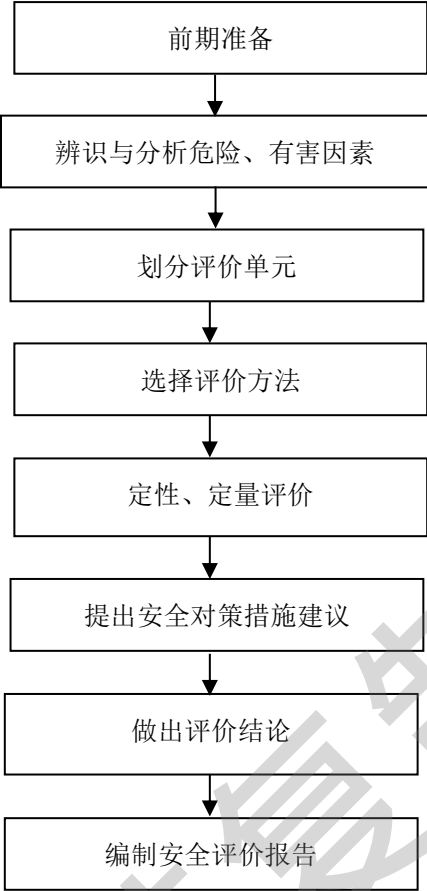 前期准备
辨识与分析危险、有害因素
划分评价单元
选择评价方法
定性、定量评价
提出安全对策措施建议
做出评价结论
编制安全评价报告
复